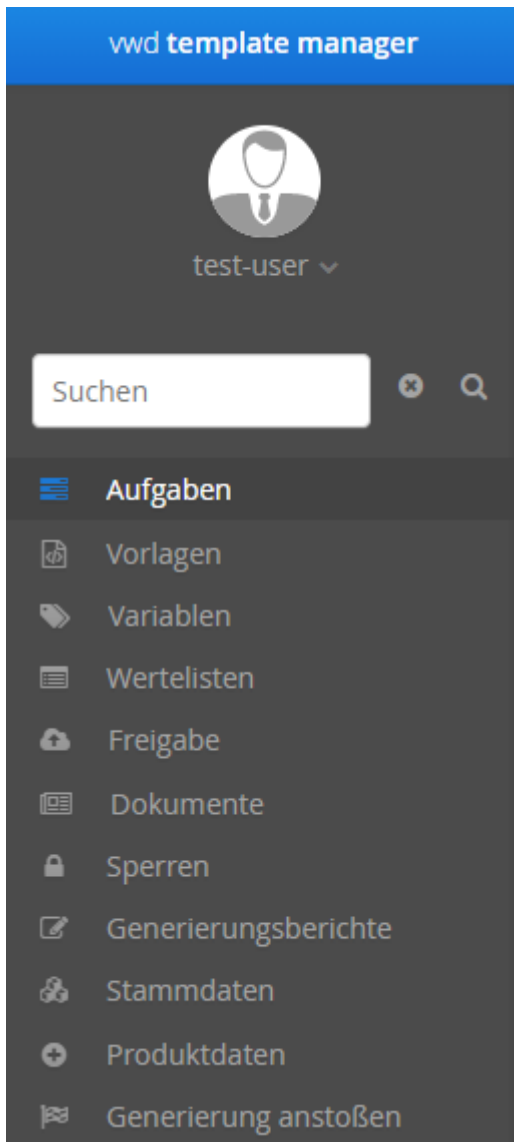 vwd template manager
test-user
Suchen
Aufgaben
Vorlagen
Variablen
Wertelisten
Freigabe
Dokumente
Sperren
Generierungsberichte
Stammdaten
Produktdaten
Generierung anstoßen